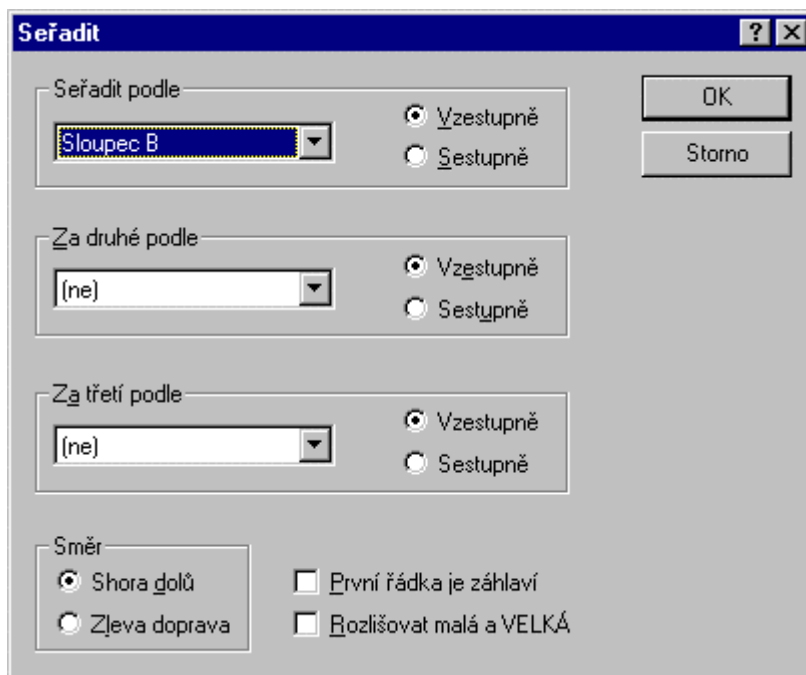 Seřadit
Seřadit podle
Sloupec B
Vzestupně
Sestupně
OK
Storno
Za druhé podle
(ne)
Vzestupně
Sestupně
Za třetí podle
(ne)
Vzestupně
Sestupně
Směr
Shora dolů
Zleva doprava
První řádka je záhlaví
Rozlišovat malá a VELKÁ